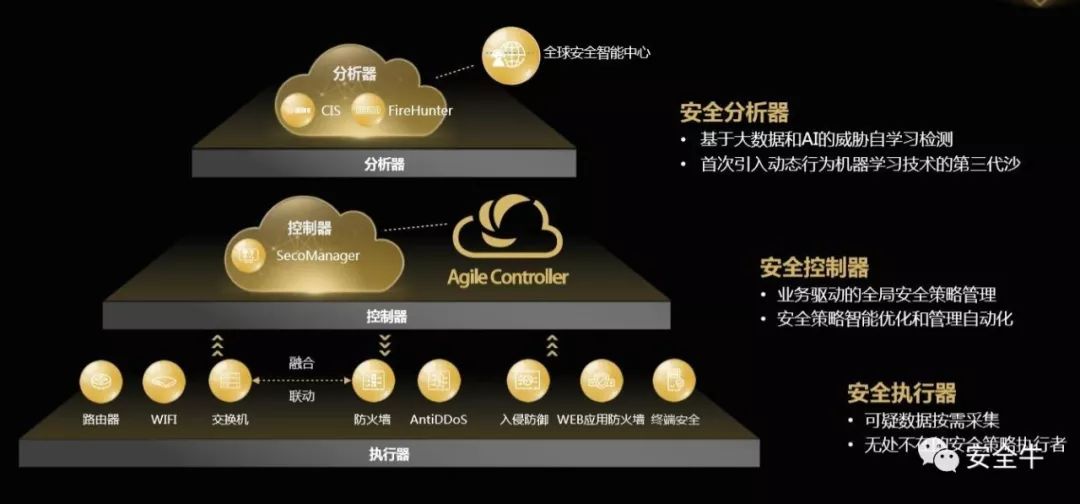 全球安全智能中心
分析器
CIS
FireHunter
分析器
安全分析器
• 基于大数据和AI的威胁自学习检测
• 首次引入动态行为机器学习技术的第三代沙
控制器
SecoManager
Agile Controller
控制器
安全控制器
• 业务驱动的全局安全策略管理
• 安全策略智能优化和管理自动化
融合
联动
路由器
WIFI
交换机
防火墙
AntiDDoS
入侵防御
WEB应用防火墙
终端安全
执行器
安全执行器
• 可疑数据按需采集
• 无处不在的安全策略执行者
安全牛